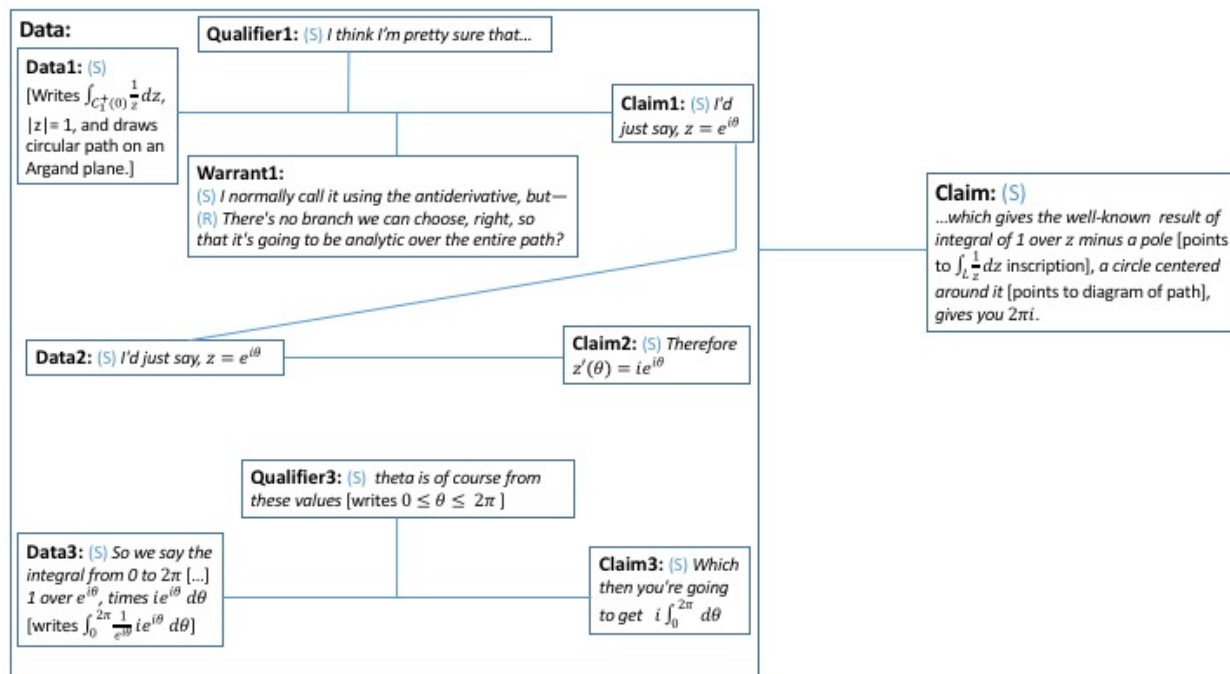 Data:
Qualifier1: (S) I think I'm pretty sure that…
Data1: (S)
[Writes ∫_{C₁⁺(0)} 1/z dz,
|z|= 1, and draws
circular path on an
Argand plane.]
Claim1: (S) I'd
just say, z = e^{iθ}
Warrant1:
(S) I normally call it using the antiderivative, but—
(R) There's no branch we can choose, right, so
that it's going to be analytic over the entire path?
Data2: (S) I'd just say, z = e^{iθ}
Claim2: (S) Therefore
z′(θ) = ie^{iθ}
Qualifier3: (S) theta is of course from
these values [writes 0 ≤ θ ≤ 2π ]
Data3: (S) So we say the
integral from 0 to 2π […]
1 over e^{iθ}, times ie^{iθ} dθ
[writes ∫₀^{2π} 1/e^{iθ} ie^{iθ} dθ]
Claim3: (S) Which
then you're going
to get i ∫₀^{2π} dθ
Claim: (S)
…which gives the well-known result of
integral of 1 over z minus a pole [points
to ∫_L 1/z dz inscription], a circle centered
around it [points to diagram of path],
gives you 2πi.